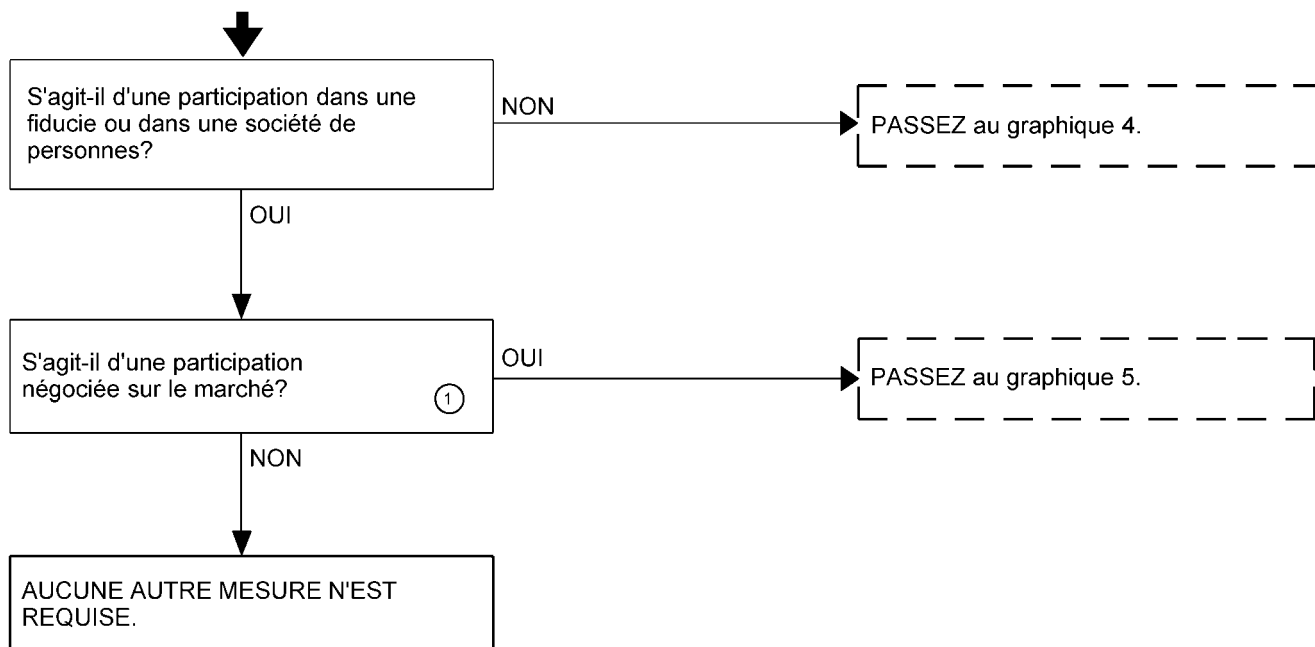 S'agit-il d'une participation dans une
fiducie ou dans une société de
personnes?
NON
PASSEZ au graphique 4.
OUI
S'agit-il d'une participation
négociée sur le marché?
1
OUI
PASSEZ au graphique 5.
NON
AUCUNE AUTRE MESURE N'EST
REQUISE.